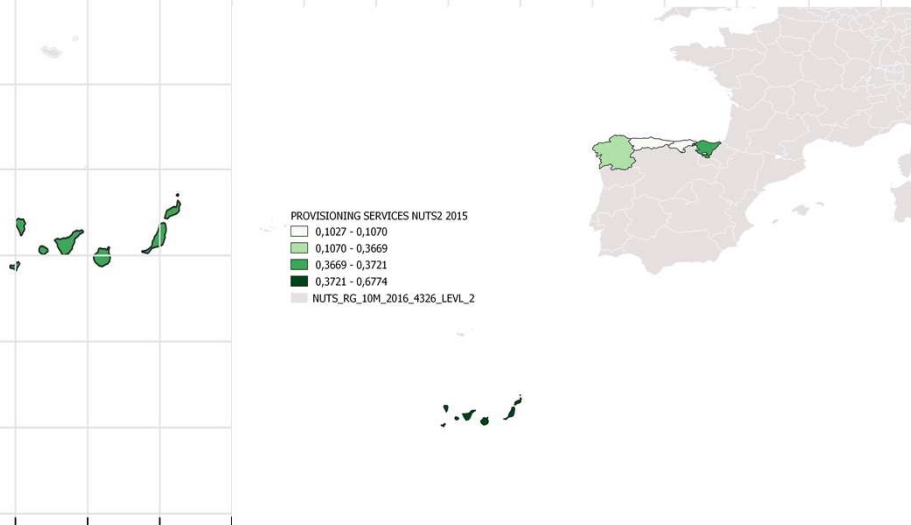 PROVISIONING SERVICES NUTS2 2015
0,1027 - 0,1070
0,1070 - 0,3669
0,3669 - 0,3721
0,3721 - 0,6774
NUTS_RG_10M_2016_4326_LEVL_2